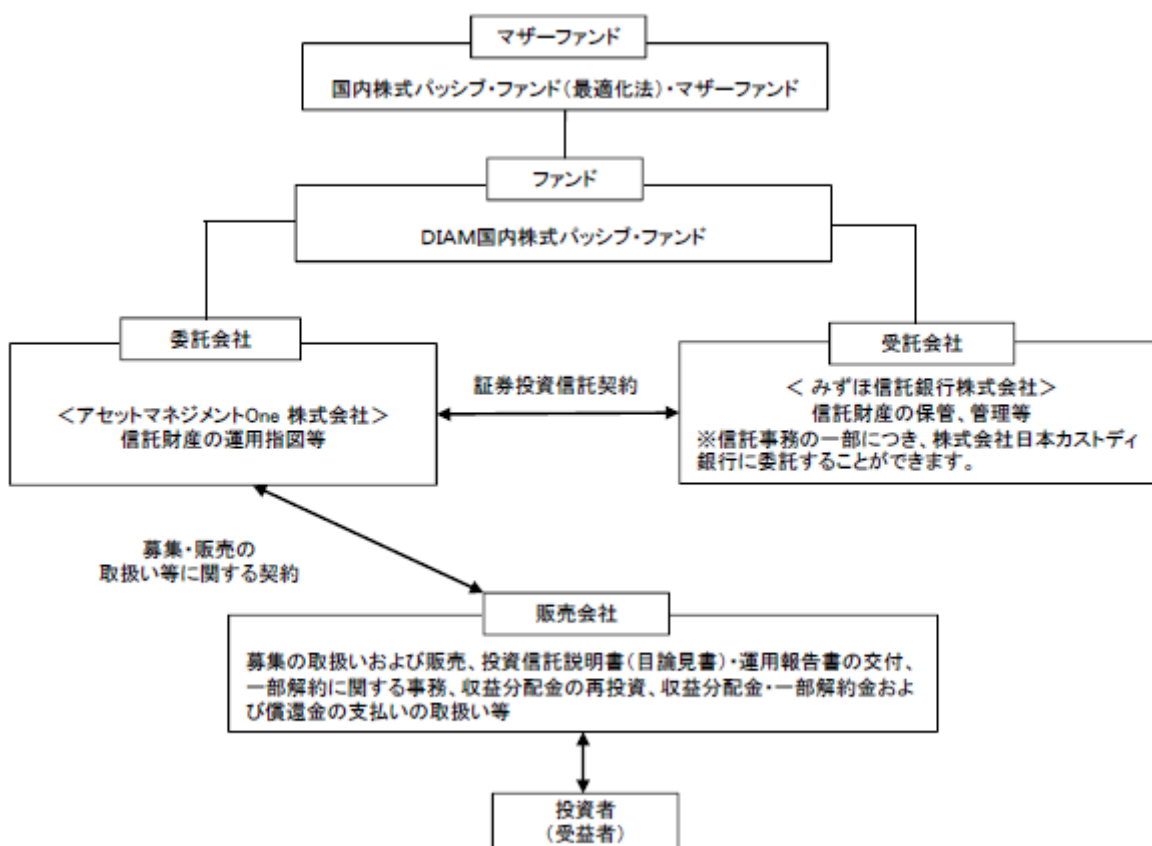 マザーファンド
国内株式パッシブ・ファンド(最適化法)・マザーファンド
ファンド
DIAM国内株式パッシブ・ファンド
委託会社
<アセットマネジメントOne 株式会社>
信託財産の運用指図等
証券投資信託契約
受託会社
< みずほ信託銀行株式会社>
信託財産の保管、管理等
※信託事務の一部につき、株式会社日本カストディ
銀行に委託することができます。
募集・販売の
取扱い等に関する契約
販売会社
募集の取扱いおよび販売、投資信託説明書(目論見書)・運用報告書の交付、
一部解約に関する事務、収益分配金の再投資、収益分配金・一部解約金およ
び償還金の支払いの取扱い等
投資者
(受益者)